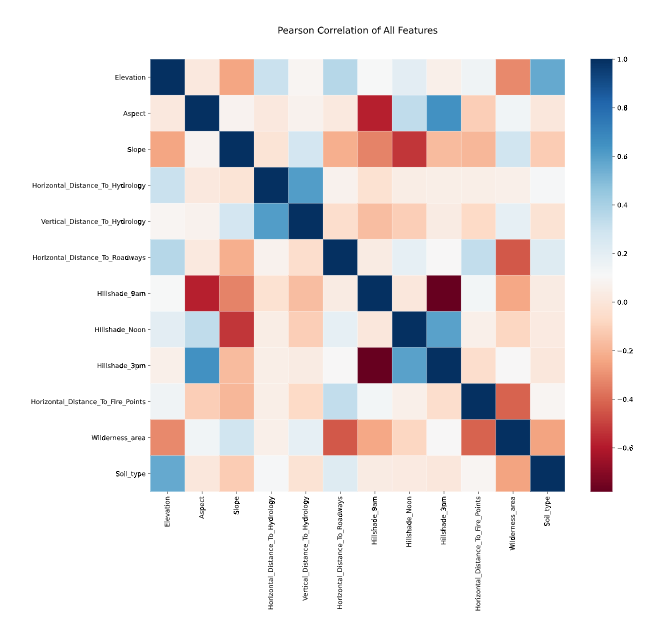 Pearson Correlation of All Features
Elevation
Aspect
Slope
Horizontal_Distance_To_Hydrology
Vertical_Distance_To_Hydrology
Horizontal_Distance_To_Roadways
Hillshade_9am
Hillshade_Noon
Hillshade_3pm
Horizontal_Distance_To_Fire_Points
Wilderness_area
Soil_type
Elevation
Aspect
Slope
Horizontal_Distance_To_Hydrology
Vertical_Distance_To_Hydrology
Horizontal_Distance_To_Roadways
Hillshade_9am
Hillshade_Noon
Hillshade_3pm
Horizontal_Distance_To_Fire_Points
Wilderness_area
Soil_type
1.0
0.8
0.6
0.4
0.2
0.0
−0.2
−0.4
−0.6